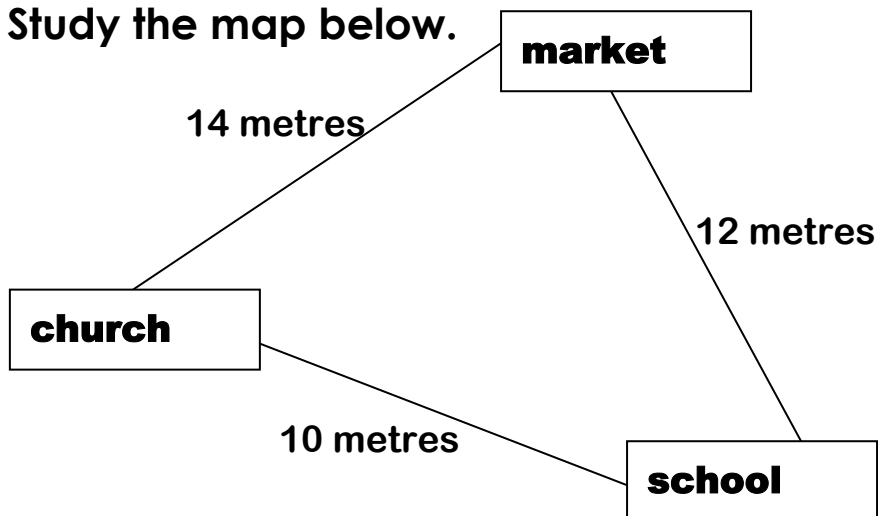 Study the map below.
market
14 metres
12 metres
church
10 metres
school